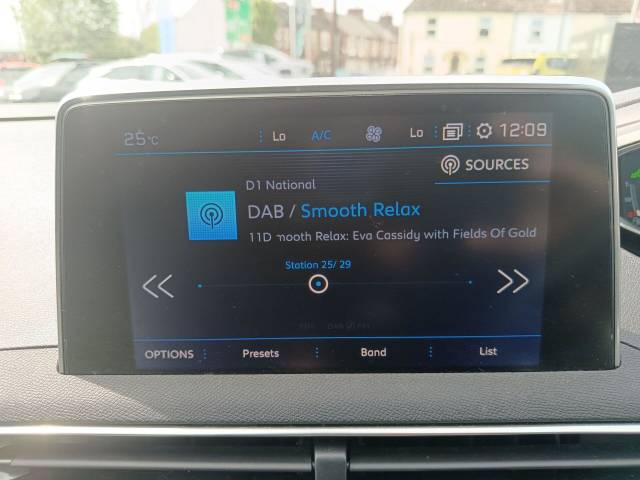 25°C Lo A/C Lo 12:09
SOURCES
D1 National
DAB / Smooth Relax
11D mooth Relax: Eva Cassidy with Fields Of Gold
Station 25/ 29
OPTIONS Presets Band List